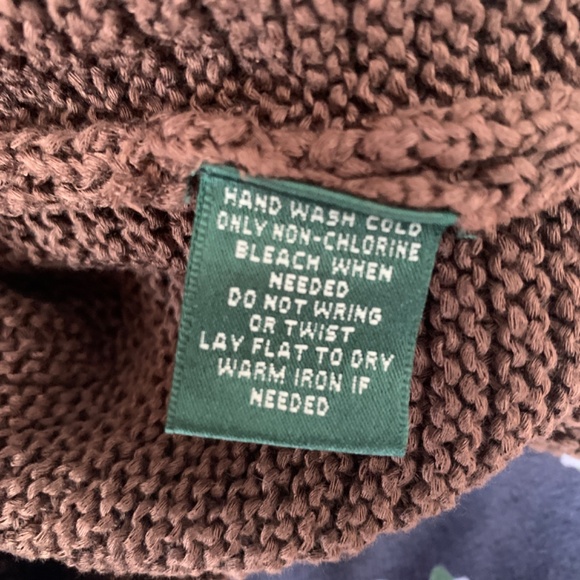 HAND WASH COLD
ONLY NON-CHLORINE
BLEACH WHEN
NEEDED
DO NOT WRING
OR TWIST
LAY FLAT TO DRY
WARM IRON IF
NEEDED